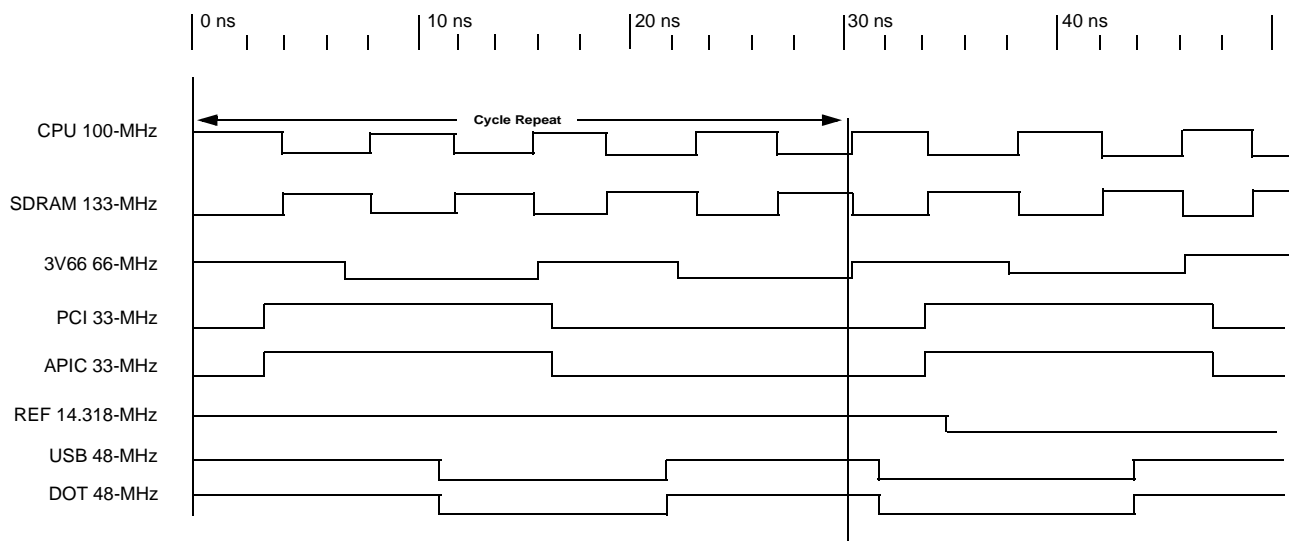 0 ns 10 ns 20 ns 30 ns 40 ns
Cycle Repeat
CPU 100-MHz
SDRAM 133-MHz
3V66 66-MHz
PCI 33-MHz
APIC 33-MHz
REF 14.318-MHz
USB 48-MHz
DOT 48-MHz